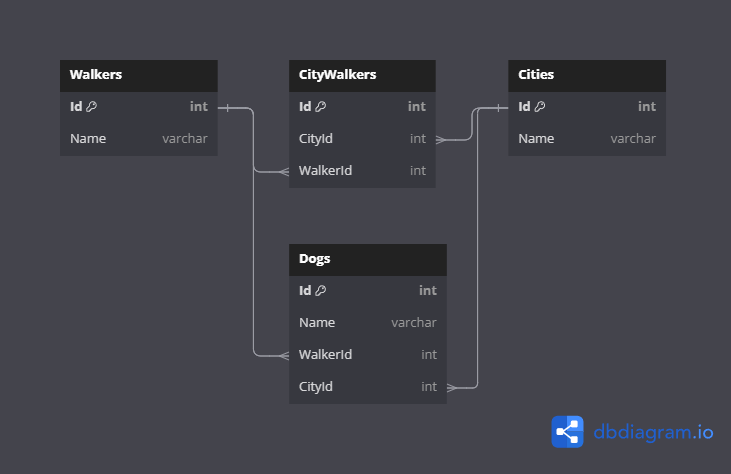 Walkers
Id int
Name varchar
CityWalkers
Id int
CityId int
WalkerId int
Cities
Id int
Name varchar
Dogs
Id int
Name varchar
WalkerId int
CityId int
dbdiagram.io